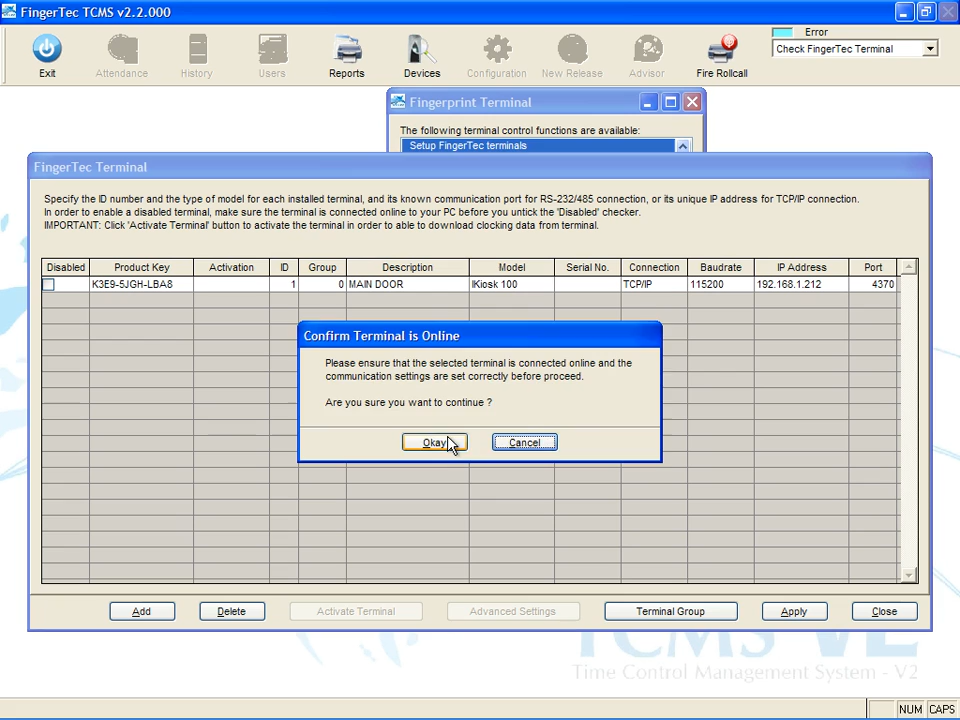 FingerTec TCMS v2.2.000
Exit
Attendance
History
Users
Reports
Devices
Configuration
New Release
Advisor
Fire Rollcall
Error
Check FingerTec Terminal
Fingerprint Terminal
The following terminal control functions are available:
Setup FingerTec terminals
FingerTec Terminal
Specify the ID number and the type of model for each installed terminal, and its known communication port for RS-232/485 connection, or its unique IP address for TCP/IP connection.
In order to enable a disabled terminal, make sure the terminal is connected online to your PC before you untick the 'Disabled' checker.
IMPORTANT: Click 'Activate Terminal' button to activate the terminal in order to able to download clocking data from terminal.
Disabled Product Key Activation ID Group Description Model Serial No. Connection Baudrate IP Address Port
K3E9-5JGH-LBA8 1 0 MAIN DOOR IKiosk 100 TCP/IP 115200 192.168.1.212 4370
Confirm Terminal is Online
Please ensure that the selected terminal is connected online and the
communication settings are set correctly before proceed.
Are you sure you want to continue ?
Okay Cancel
Add Delete Activate Terminal Advanced Settings Terminal Group Apply Close
TCMS V2
Time Control Management System - V2
NUM CAPS